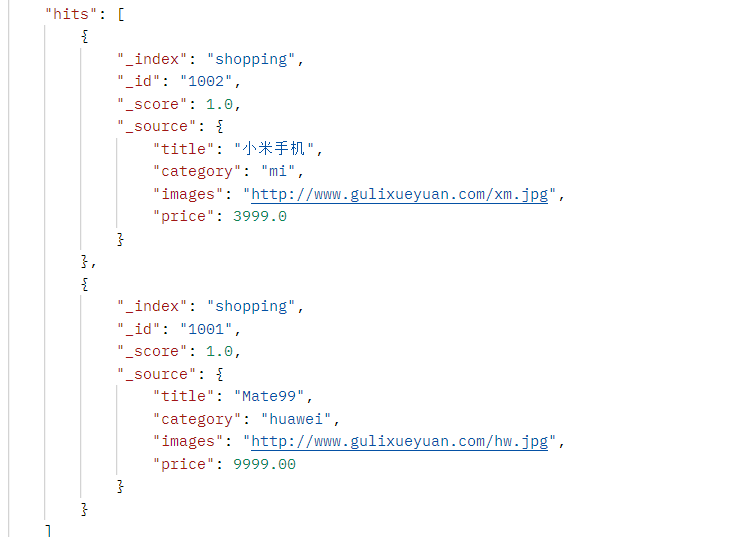 "hits": [
{
"_index": "shopping",
"_id": "1002",
"_score": 1.0,
"_source": {
"title": "小米手机",
"category": "mi",
"images": "http://www.gulixueyuan.com/xm.jpg",
"price": 3999.0
}
},
{
"_index": "shopping",
"_id": "1001",
"_score": 1.0,
"_source": {
"title": "Mate99",
"category": "huawei",
"images": "http://www.gulixueyuan.com/hw.jpg",
"price": 9999.00
}
}
]